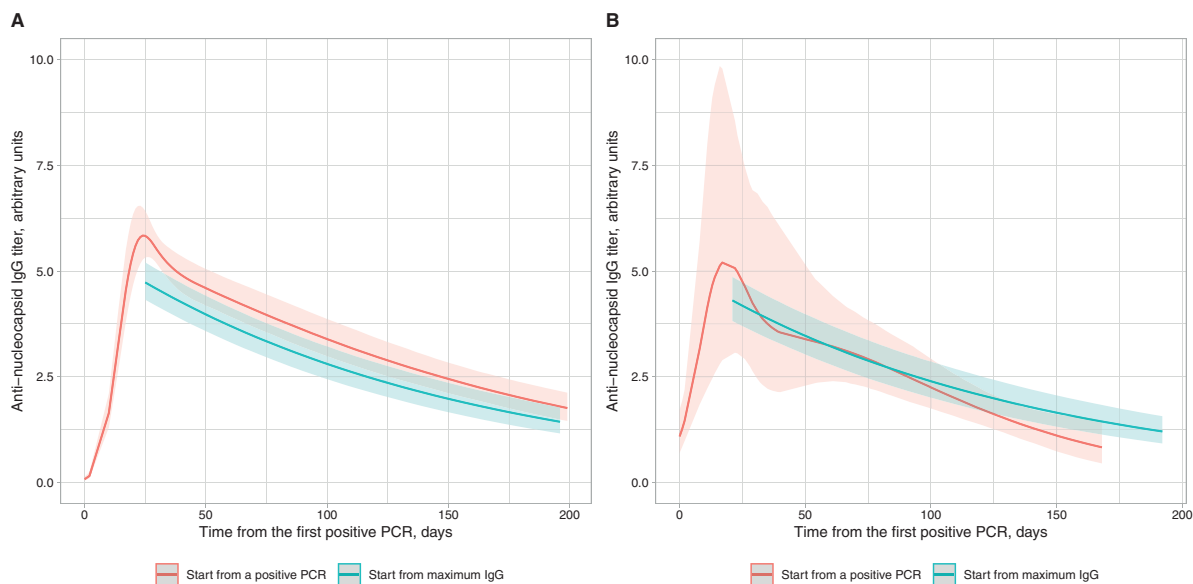 A
Anti–nucleocapsid IgG titer, arbitrary units
10.0
7.5
5.0
2.5
0.0
0
50
100
150
200
Time from the first positive PCR, days
Start from a positive PCR
Start from maximum IgG
B
Anti–nucleocapsid IgG titer, arbitrary units
10.0
7.5
5.0
2.5
0.0
0
50
100
150
200
Time from the first positive PCR, days
Start from a positive PCR
Start from maximum IgG